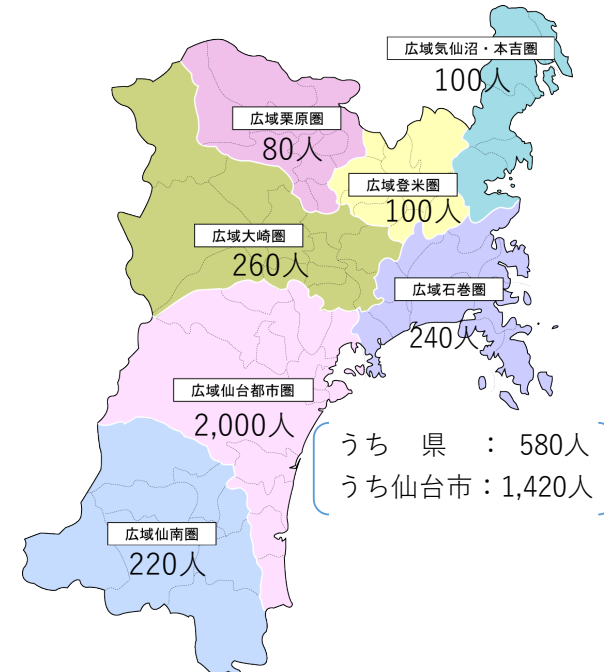 広域気仙沼・本吉圏
100人
広域栗原圏
80人
広域登米圏
100人
広域大崎圏
260人
広域石巻圏
240人
広域仙台都市圏
2,000人
うち　県　： 580人
うち仙台市：1,420人
広域仙南圏
220人